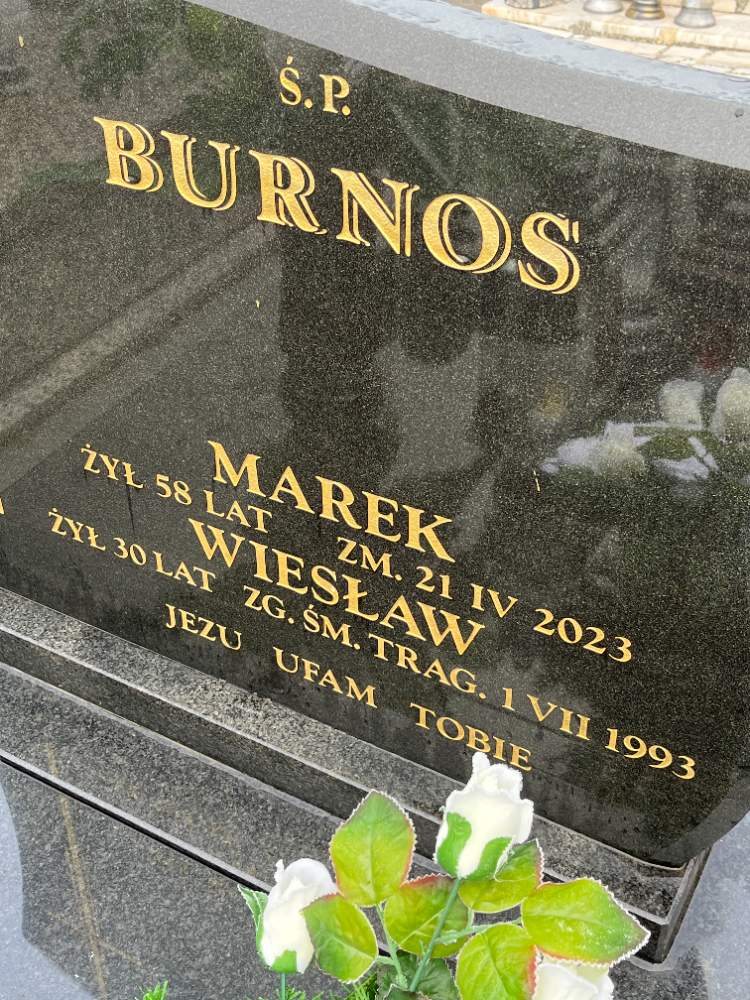 Ś.P.
BURNOŚ
MAREK
ŻYŁ 58 LAT ZM. 21 IV 2023
WIESŁAW
ŻYŁ 30 LAT ZG. ŚM. TRAG. 1 VII 1993
JEZU UFAM TOBIE